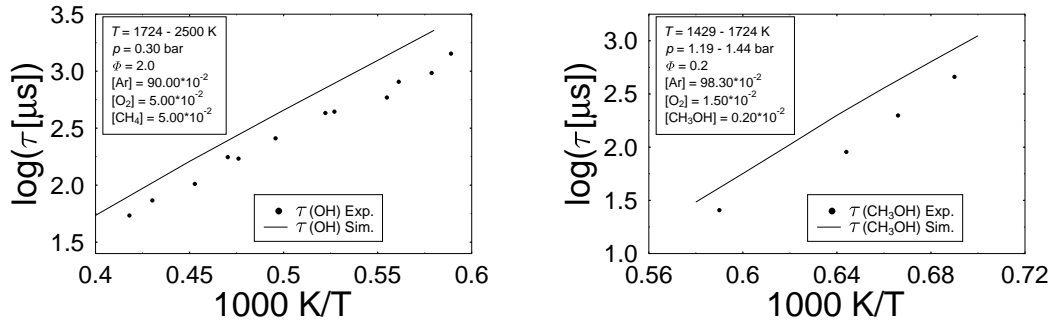 3.5
3.0
2.5
2.0
1.5
log(τ [μs])
T = 1724 - 2500 K
p = 0.30 bar
Φ = 2.0
[Ar] = 90.00*10⁻²
[O₂] = 5.00*10⁻²
[CH₄] = 5.00*10⁻²
τ (OH) Exp.
τ (OH) Sim.
0.4 0.45 0.5 0.55 0.6
1000 K/T
3.0
2.5
2.0
1.5
1.0
log(τ [μs])
T = 1429 - 1724 K
p = 1.19 - 1.44 bar
Φ = 0.2
[Ar] = 98.30*10⁻²
[O₂] = 1.50*10⁻²
[CH₃OH] = 0.20*10⁻²
τ (CH₃OH) Exp.
τ (CH₃OH) Sim.
0.56 0.6 0.64 0.68 0.72
1000 K/T